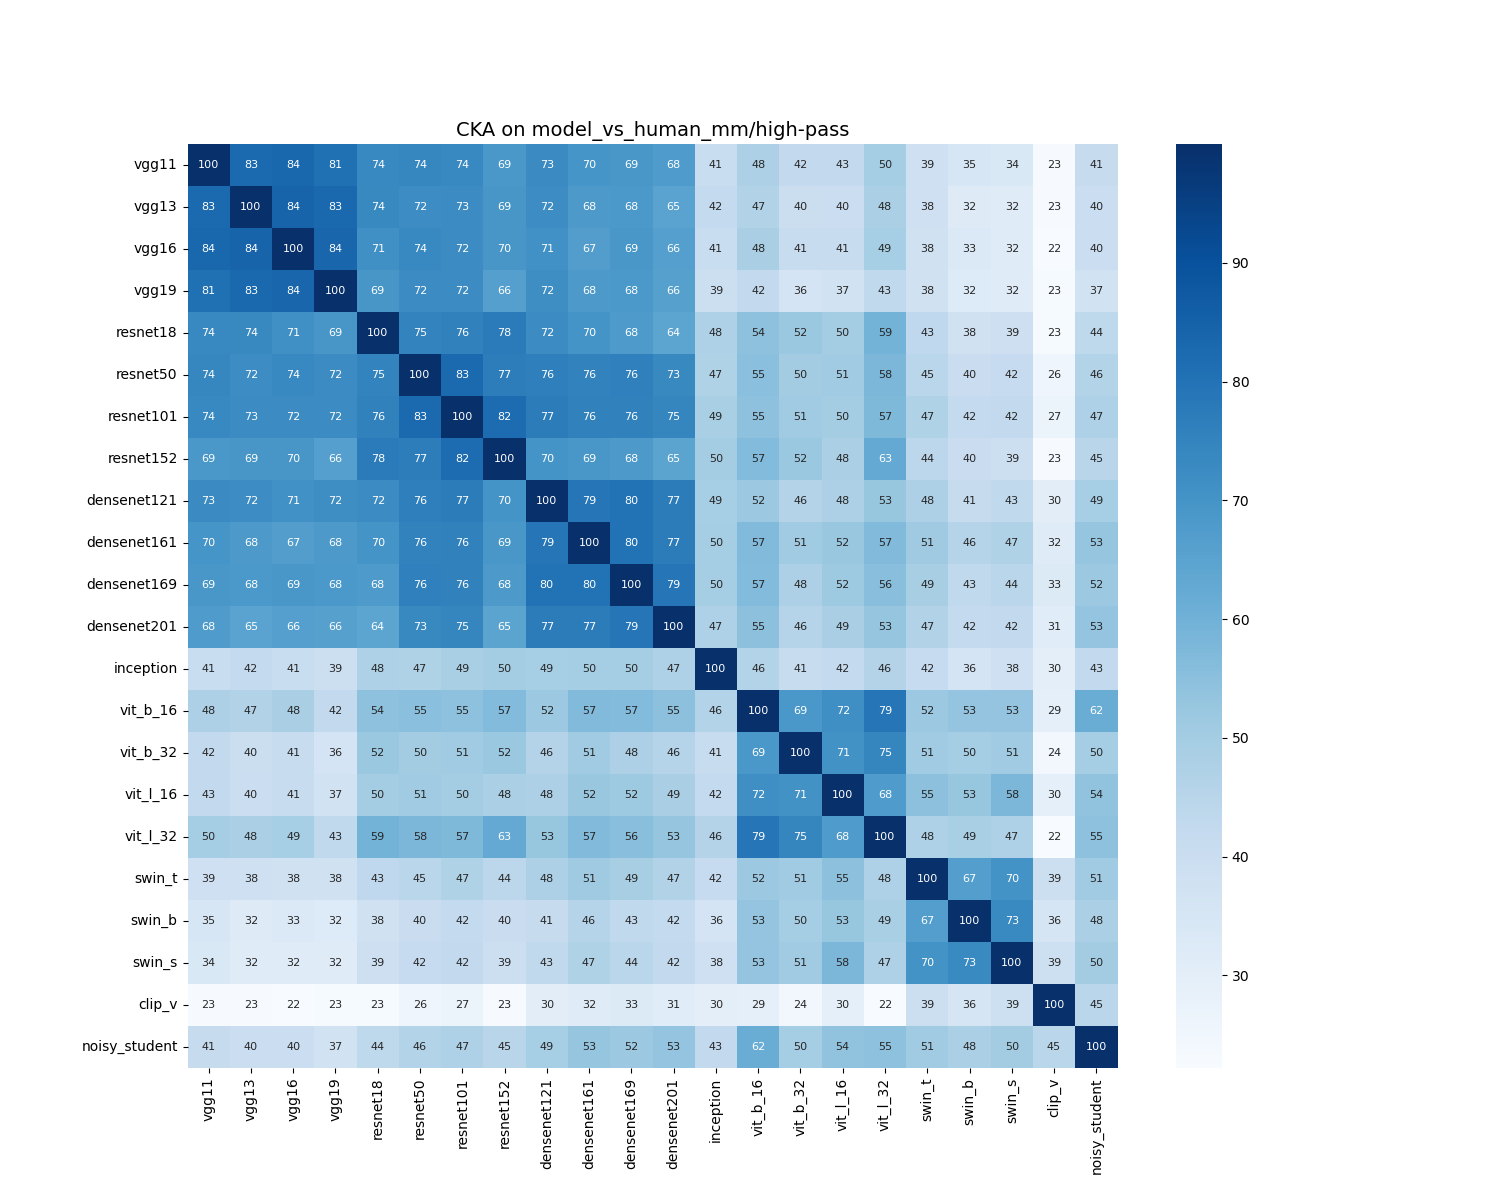 CKA on model_vs_human_mm/high-pass
vgg11 100 83 84 81 74 74 74 69 73 70 69 68 41 48 42 43 50 39 35 34 23 41
vgg13 83 100 84 83 74 72 73 69 72 68 68 65 42 47 40 40 48 38 32 32 23 40
vgg16 84 84 100 84 71 74 72 70 71 67 69 66 41 48 41 41 49 38 33 32 22 40
vgg19 81 83 84 100 69 72 72 66 72 68 68 66 39 42 36 37 43 38 32 32 23 37
resnet18 74 74 71 69 100 75 76 78 72 70 68 64 48 54 52 50 59 43 38 39 23 44
resnet50 74 72 74 72 75 100 83 77 76 76 76 73 47 55 50 51 58 45 40 42 26 46
resnet101 74 73 72 72 76 83 100 82 77 76 76 75 49 55 51 50 57 47 42 42 27 47
resnet152 69 69 70 66 78 77 82 100 70 69 68 65 50 57 52 48 63 44 40 39 23 45
densenet121 73 72 71 72 72 76 77 70 100 79 80 77 49 52 46 48 53 48 41 43 30 49
densenet161 70 68 67 68 70 76 76 69 79 100 80 77 50 57 51 52 57 51 46 47 32 53
densenet169 69 68 69 68 68 76 76 68 80 80 100 79 50 57 48 52 56 49 43 44 33 52
densenet201 68 65 66 66 64 73 75 65 77 77 79 100 47 55 46 49 53 47 42 42 31 53
inception 41 42 41 39 48 47 49 50 49 50 50 47 100 46 41 42 46 42 36 38 30 43
vit_b_16 48 47 48 42 54 55 55 57 52 57 57 55 46 100 69 72 79 52 53 53 29 62
vit_b_32 42 40 41 36 52 50 51 52 46 51 48 46 41 69 100 71 75 51 50 51 24 50
vit_l_16 43 40 41 37 50 51 50 48 48 52 52 49 42 72 71 100 68 55 53 58 30 54
vit_l_32 50 48 49 43 59 58 57 63 53 57 56 53 46 79 75 68 100 48 49 47 22 55
swin_t 39 38 38 38 43 45 47 44 48 51 49 47 42 52 51 55 48 100 67 70 39 51
swin_b 35 32 33 32 38 40 42 40 41 46 43 42 36 53 50 53 49 67 100 73 36 48
swin_s 34 32 32 32 39 42 42 39 43 47 44 42 38 53 51 58 47 70 73 100 39 50
clip_v 23 23 22 23 23 26 27 23 30 32 33 31 30 29 24 30 22 39 36 39 100 45
noisy_student 41 40 40 37 44 46 47 45 49 53 52 53 43 62 50 54 55 51 48 50 45 100
vgg11 vgg13 vgg16 vgg19 resnet18 resnet50 resnet101 resnet152 densenet121 densenet161 densenet169 densenet201 inception vit_b_16 vit_b_32 vit_l_16 vit_l_32 swin_t swin_b swin_s clip_v noisy_student
90
80
70
60
50
40
30